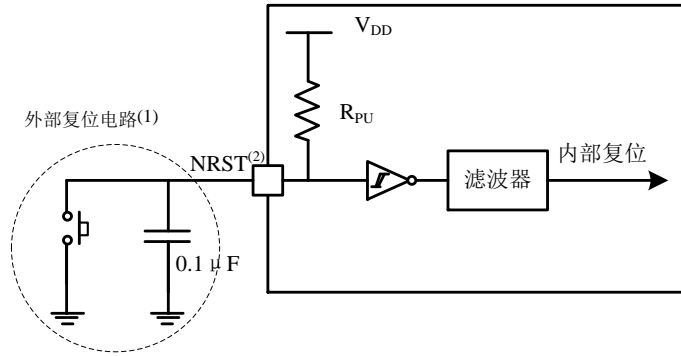 V_DD
R_PU
外部复位电路(1)
NRST(2)
内部复位
滤波器
0.1μF